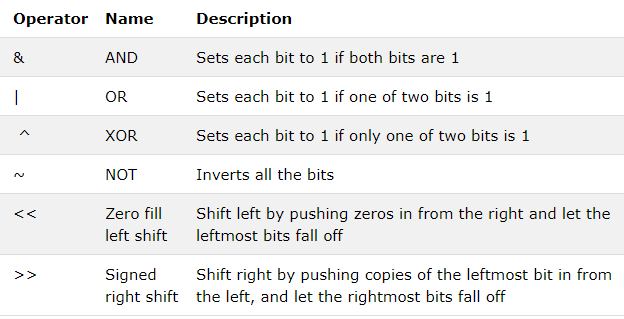 Operator Name Description
& AND Sets each bit to 1 if both bits are 1
| OR Sets each bit to 1 if one of two bits is 1
^ XOR Sets each bit to 1 if only one of two bits is 1
~ NOT Inverts all the bits
<< Zero fill Shift left by pushing zeros in from the right and let the
left shift leftmost bits fall off
>> Signed Shift right by pushing copies of the leftmost bit in from
right shift the left, and let the rightmost bits fall off